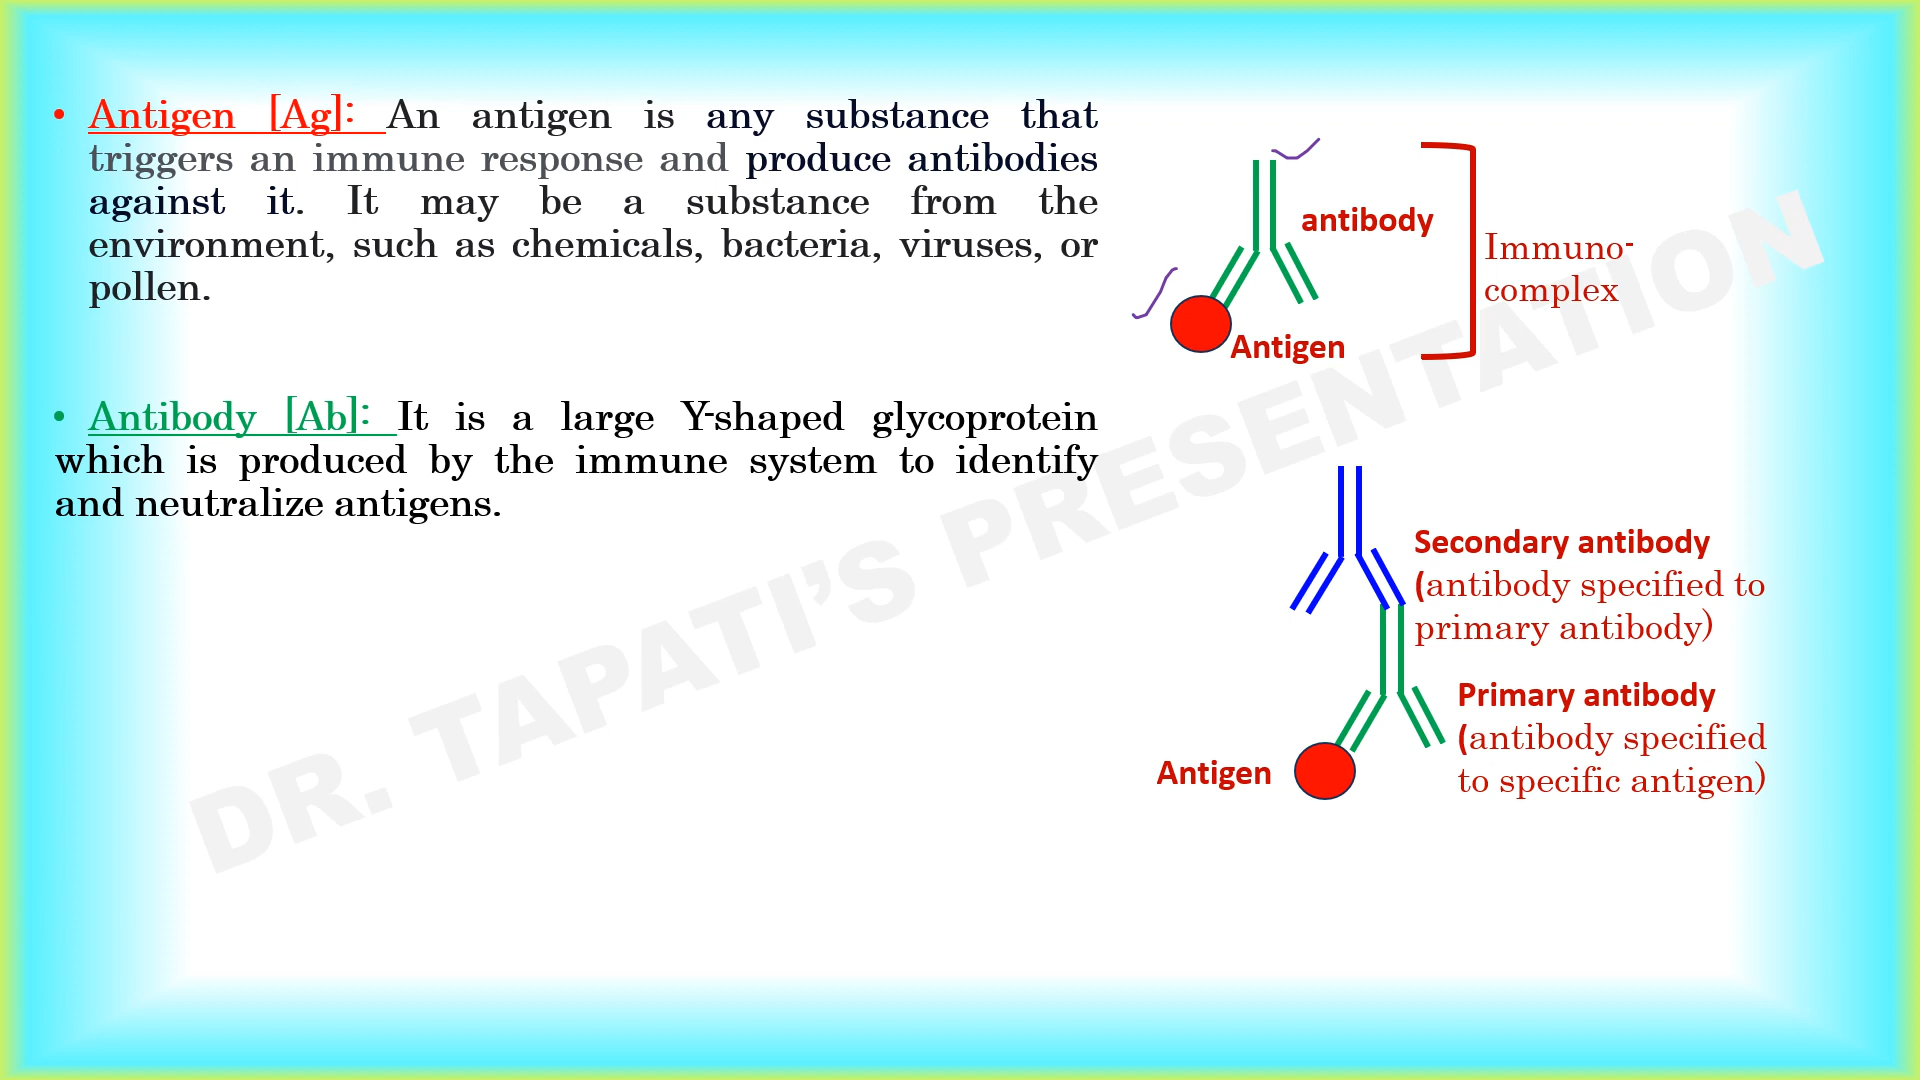 • Antigen [Ag]: An antigen is any substance that
triggers an immune response and produce antibodies
against it. It may be a substance from the
environment, such as chemicals, bacteria, viruses, or
pollen.
• Antibody [Ab]: It is a large Y-shaped glycoprotein
which is produced by the immune system to identify
and neutralize antigens.
antibody
Antigen
Immuno-
complex
Secondary antibody
(antibody specified to
primary antibody)
Primary antibody
(antibody specified
to specific antigen)
Antigen
DR. TAPATI’S PRESENTATION